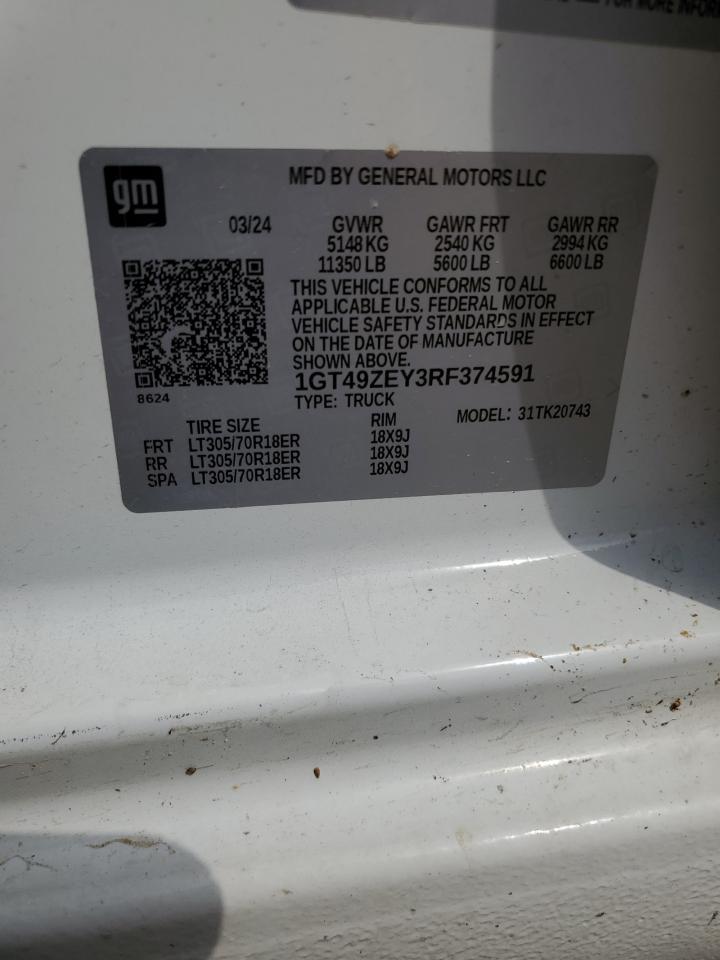 FOR MORE INFOR
gm
MFD BY GENERAL MOTORS LLC
03/24 GVWR GAWR FRT GAWR RR
5148 KG 2540 KG 2994 KG
11350 LB 5600 LB 6600 LB
THIS VEHICLE CONFORMS TO ALL
APPLICABLE U.S. FEDERAL MOTOR
VEHICLE SAFETY STANDARDS IN EFFECT
ON THE DATE OF MANUFACTURE
SHOWN ABOVE.
1GT49ZEY3RF374591
8624
TYPE: TRUCK
MODEL: 31TK20743
TIRE SIZE RIM
FRT LT305/70R18ER 18X9J
RR LT305/70R18ER 18X9J
SPA LT305/70R18ER 18X9J